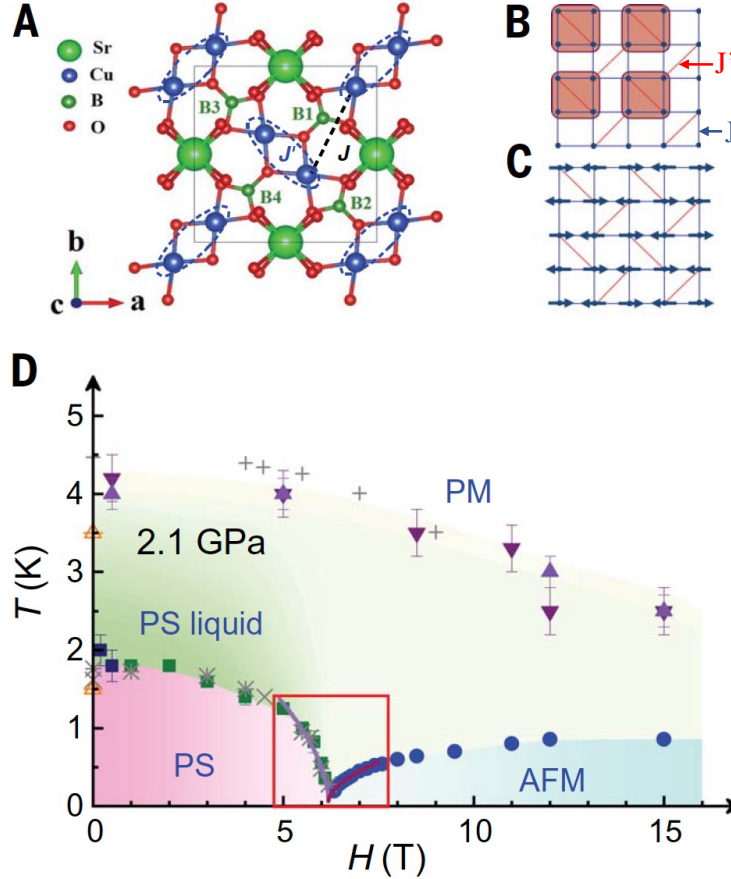 A
Sr
Cu
B
O
B3
B1
J'
J
B4
B2
b
c
a
B
J'
J
C
D
5
4
3
2
1
0
T (K)
PM
2.1 GPa
PS liquid
PS
AFM
0
5
10
15
H (T)